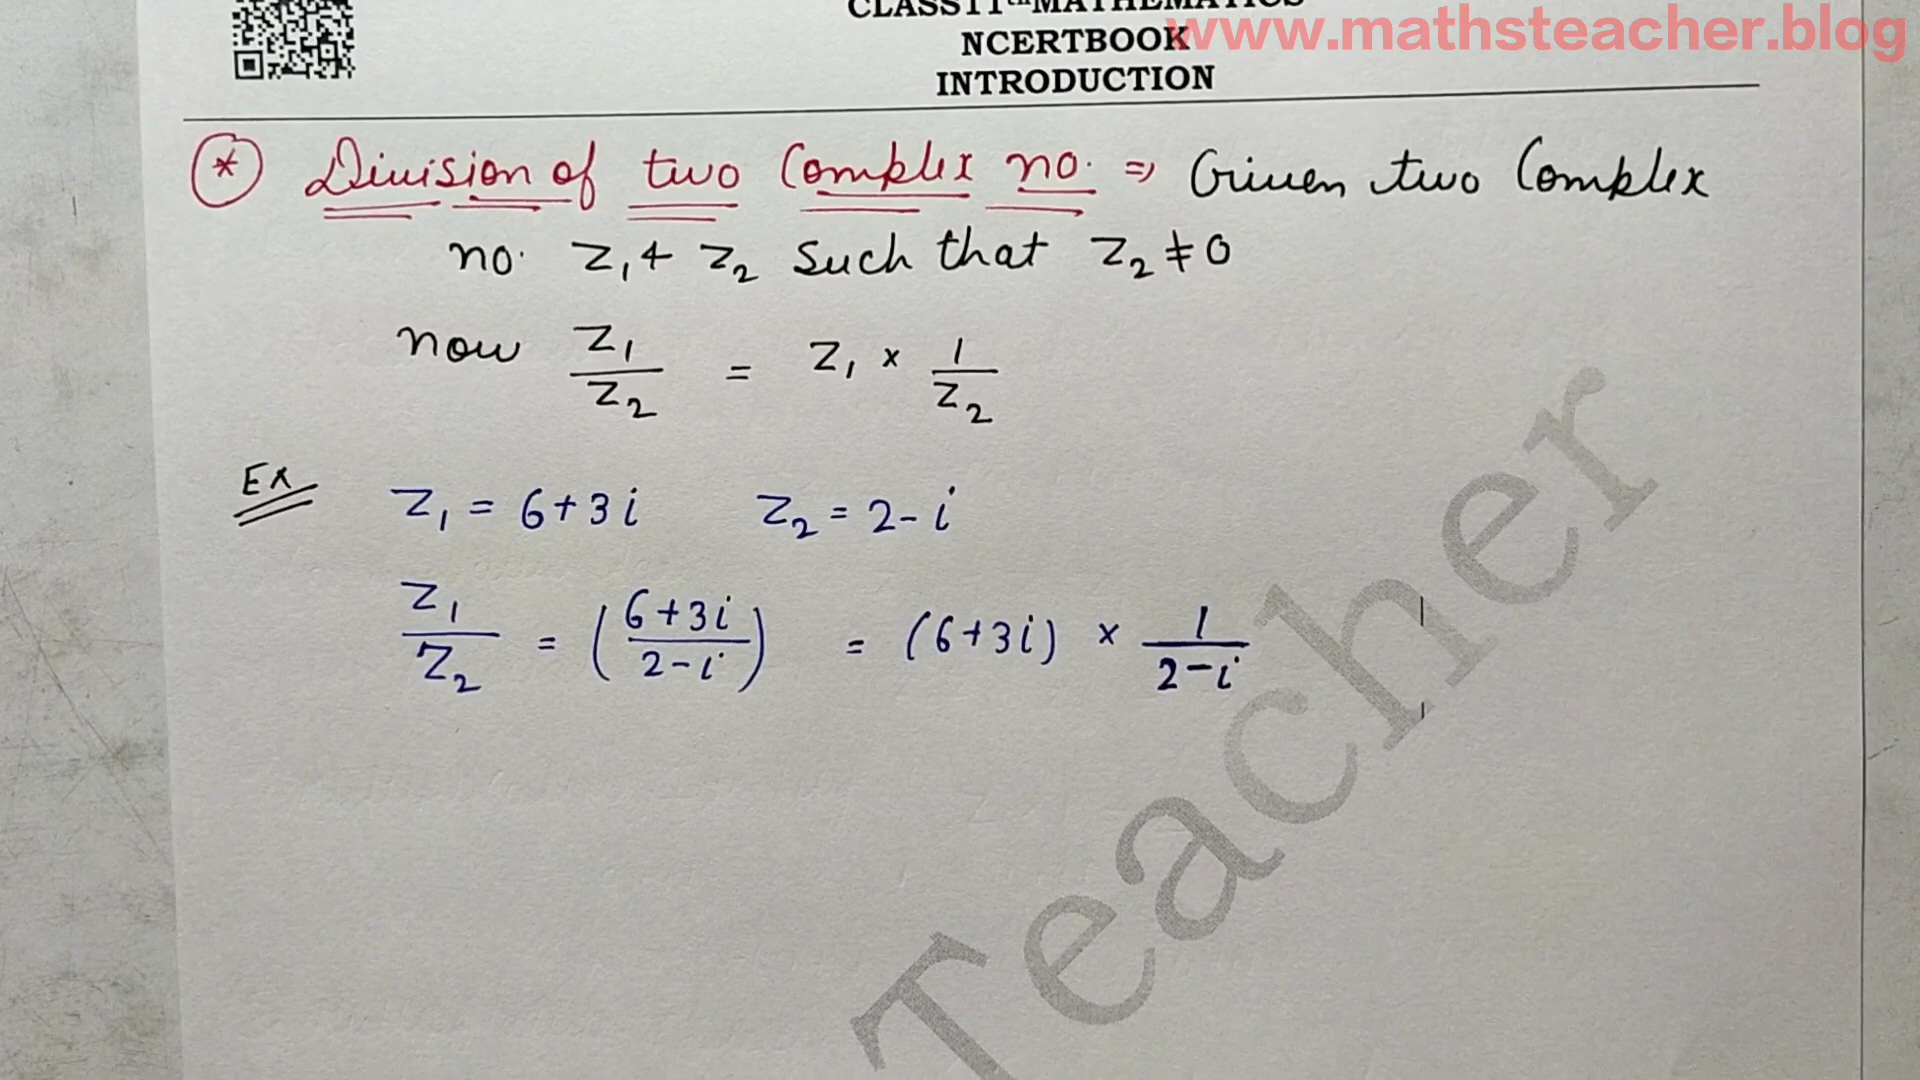 CLASS11thMATHEMATICS
www.mathsteacher.blog
NCERTBOOK
INTRODUCTION
* Division of two Complex no. ⇒ Given two Complex
no. Z₁ & Z₂ such that Z₂ ≠ 0
now Z₁/Z₂ = Z₁ × 1/Z₂
Ex Z₁ = 6+3i Z₂ = 2-i
Z₁/Z₂ = (6+3i/2-i) = (6+3i) × 1/2-i
Teacher